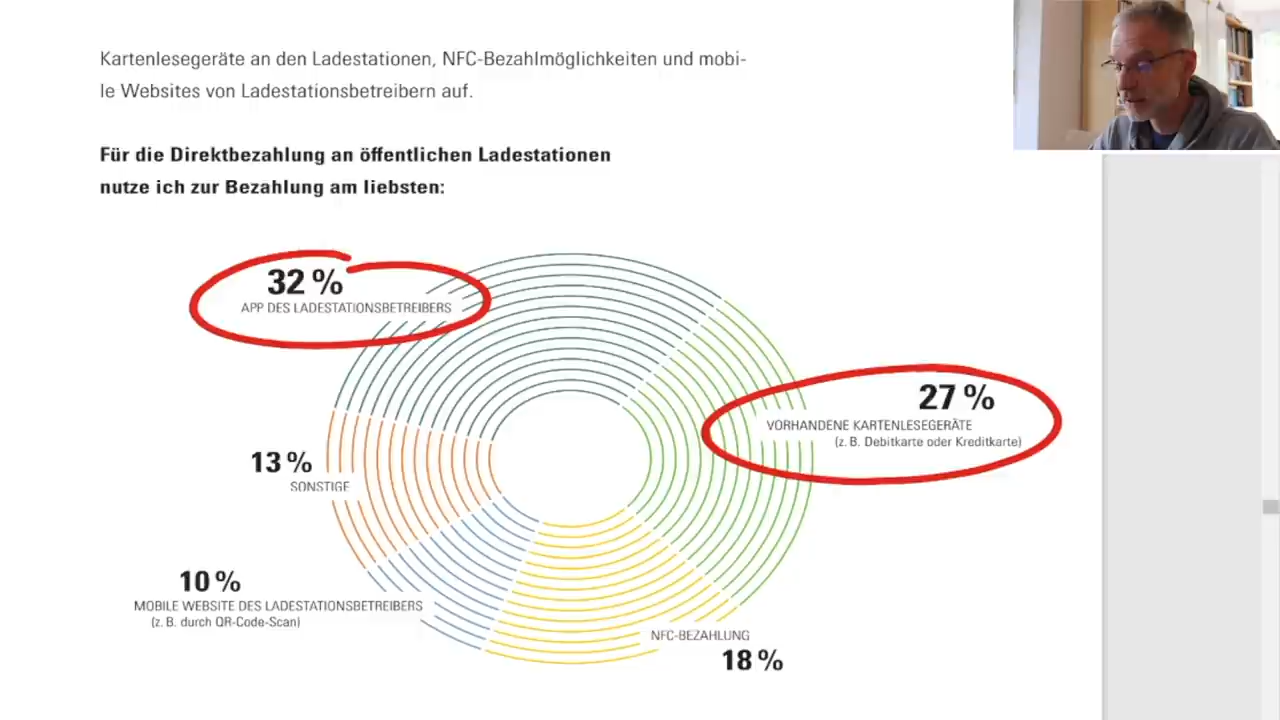 Kartenlesegeräte an den Ladestationen, NFC-Bezahlmöglichkeiten und mobi-
le Websites von Ladestationsbetreibern auf.
Für die Direktbezahlung an öffentlichen Ladestationen
nutze ich zur Bezahlung am liebsten:
32 %
APP DES LADESTATIONSBETREIBERS
27 %
VORHANDENE KARTENLESEGERÄTE
(z. B. Debitkarte oder Kreditkarte)
13 %
SONSTIGE
10 %
MOBILE WEBSITE DES LADESTATIONSBETREIBERS
(z. B. durch QR-Code-Scan)
NFC-BEZAHLUNG
18 %